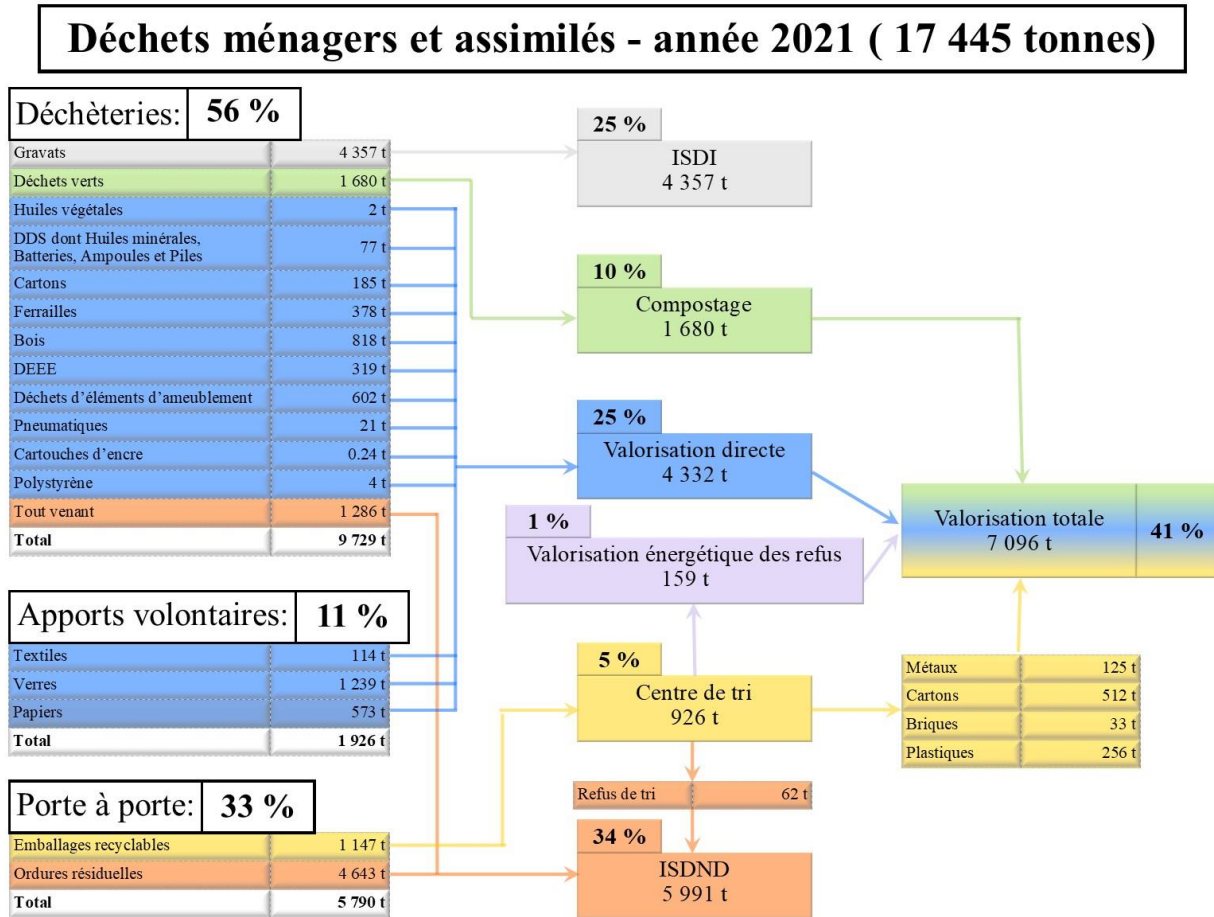 Déchets ménagers et assimilés - année 2021 ( 17 445 tonnes)
Déchèteries: 56 %
Gravats 4 357 t
Déchets verts 1 680 t
Huiles végétales 2 t
DDS dont Huiles minérales,
Batteries, Ampoules et Piles 77 t
Cartons 185 t
Ferrailles 378 t
Bois 818 t
DEEE 319 t
Déchets d’éléments d’ameublement 602 t
Pneumatiques 21 t
Cartouches d’encre 0.24 t
Polystyrène 4 t
Tout venant 1 286 t
Total 9 729 t
Apports volontaires: 11 %
Textiles 114 t
Verres 1 239 t
Papiers 573 t
Total 1 926 t
Porte à porte: 33 %
Emballages recyclables 1 147 t
Ordures résiduelles 4 643 t
Total 5 790 t
25 %
ISDI
4 357 t
10 %
Compostage
1 680 t
25 %
Valorisation directe
4 332 t
1 %
Valorisation énergétique des refus
159 t
5 %
Centre de tri
926 t
Refus de tri 62 t
34 %
ISDND
5 991 t
Valorisation totale
7 096 t
41 %
Métaux 125 t
Cartons 512 t
Briques 33 t
Plastiques 256 t